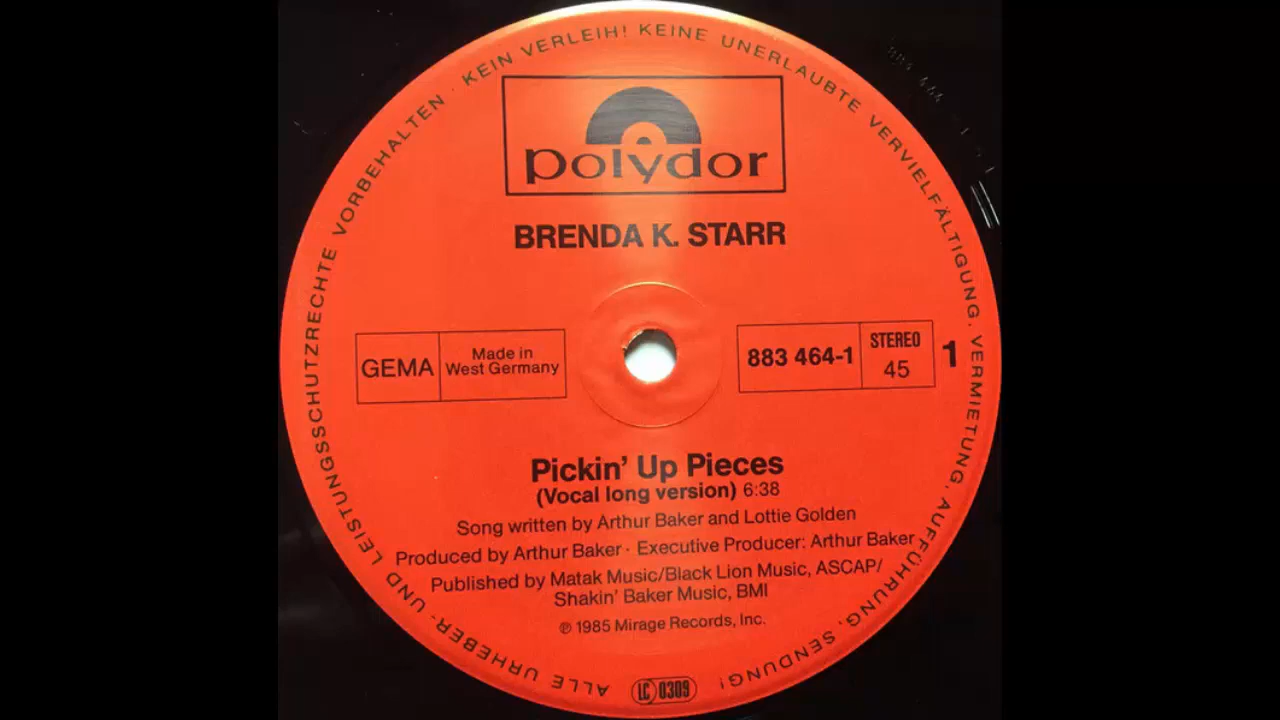 ALLE URHEBER- UND LEISTUNGSSCHUTZRECHTE VORBEHALTEN · KEIN VERLEIH! KEINE UNERLAUBTE VERVIELFÄLTIGUNG, VERMIETUNG, AUFFÜHRUNG, SENDUNG!
polydor
BRENDA K. STARR
GEMA
Made in
West Germany
883 464-1
STEREO
45
1
Pickin' Up Pieces
(Vocal long version) 6:38
Song written by Arthur Baker and Lottie Golden
Produced by Arthur Baker · Executive Producer: Arthur Baker
Published by Matak Music/Black Lion Music, ASCAP/
Shakin' Baker Music, BMI
℗ 1985 Mirage Records, Inc.
LC 0309